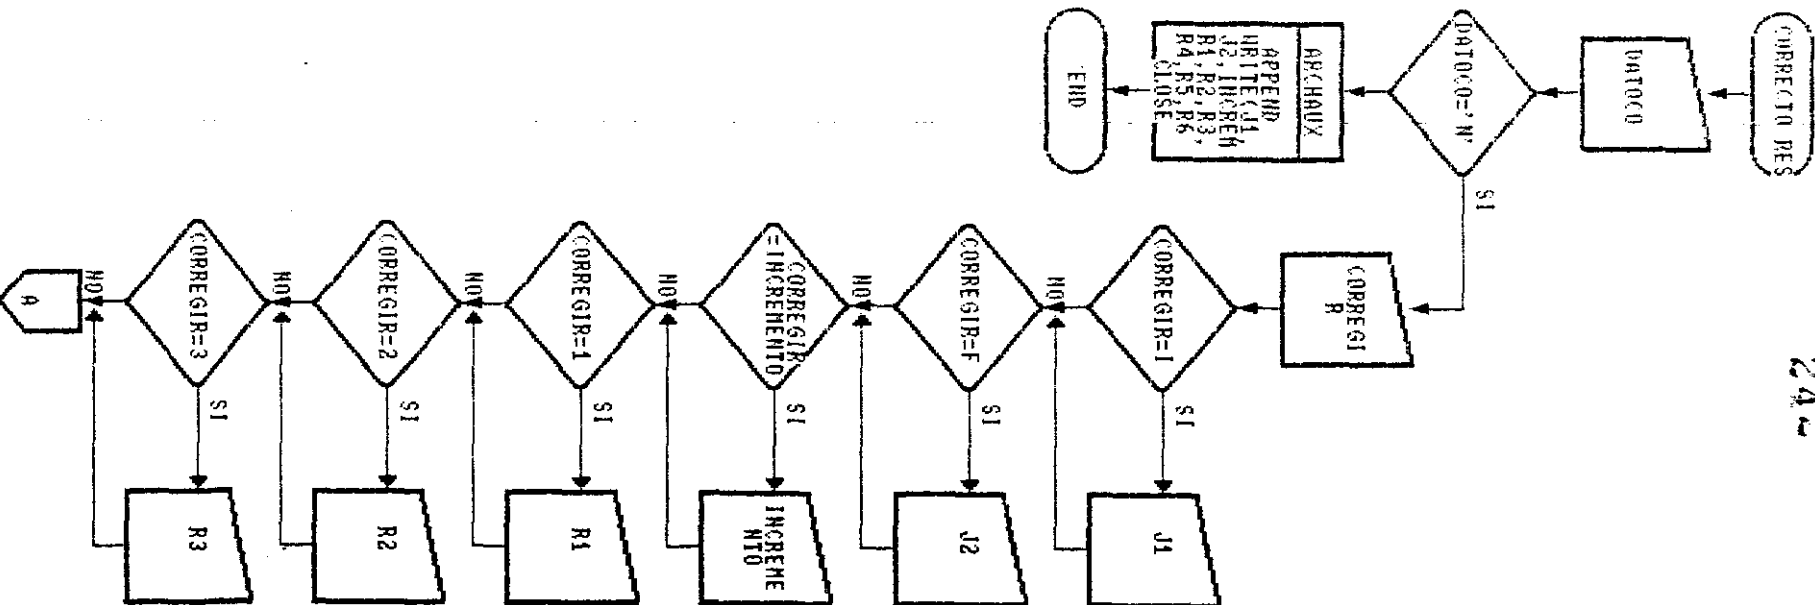 CORRECTO RES
DATOCO
DATOCO='N'
SI
ARCHAUX
APPEND
WRITE(J1,
J2,INCREM
R1,R2,R3,
R4,R5,R6
CLOSE
END
CORREGI
R
CORREGIR=I
SI
NO
J1
CORREGIR=F
SI
NO
J2
CORREGIR
=INCREMENTO
SI
NO
INCREME
NTO
CORREGIR=1
SI
NO
R1
CORREGIR=2
SI
NO
R2
CORREGIR=3
SI
NO
R3
A